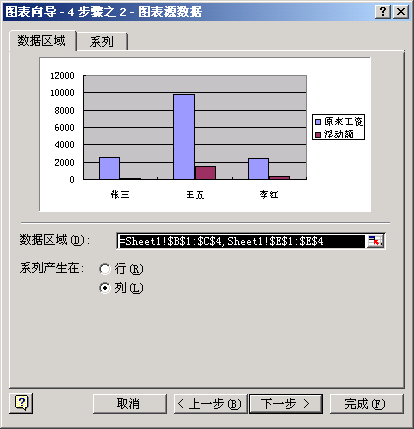 图表向导 - 4 步骤之 2 - 图表源数据
数据区域
系列
12000
10000
8000
6000
4000
2000
0
张三
王五
李红
原来工资
浮动额
数据区域(D):
=Sheet1!$B$1:$C$4,Sheet1!$E$1:$E$4
系列产生在:
行(R)
列(L)
取消
< 上一步(B)
下一步 >
完成(F)